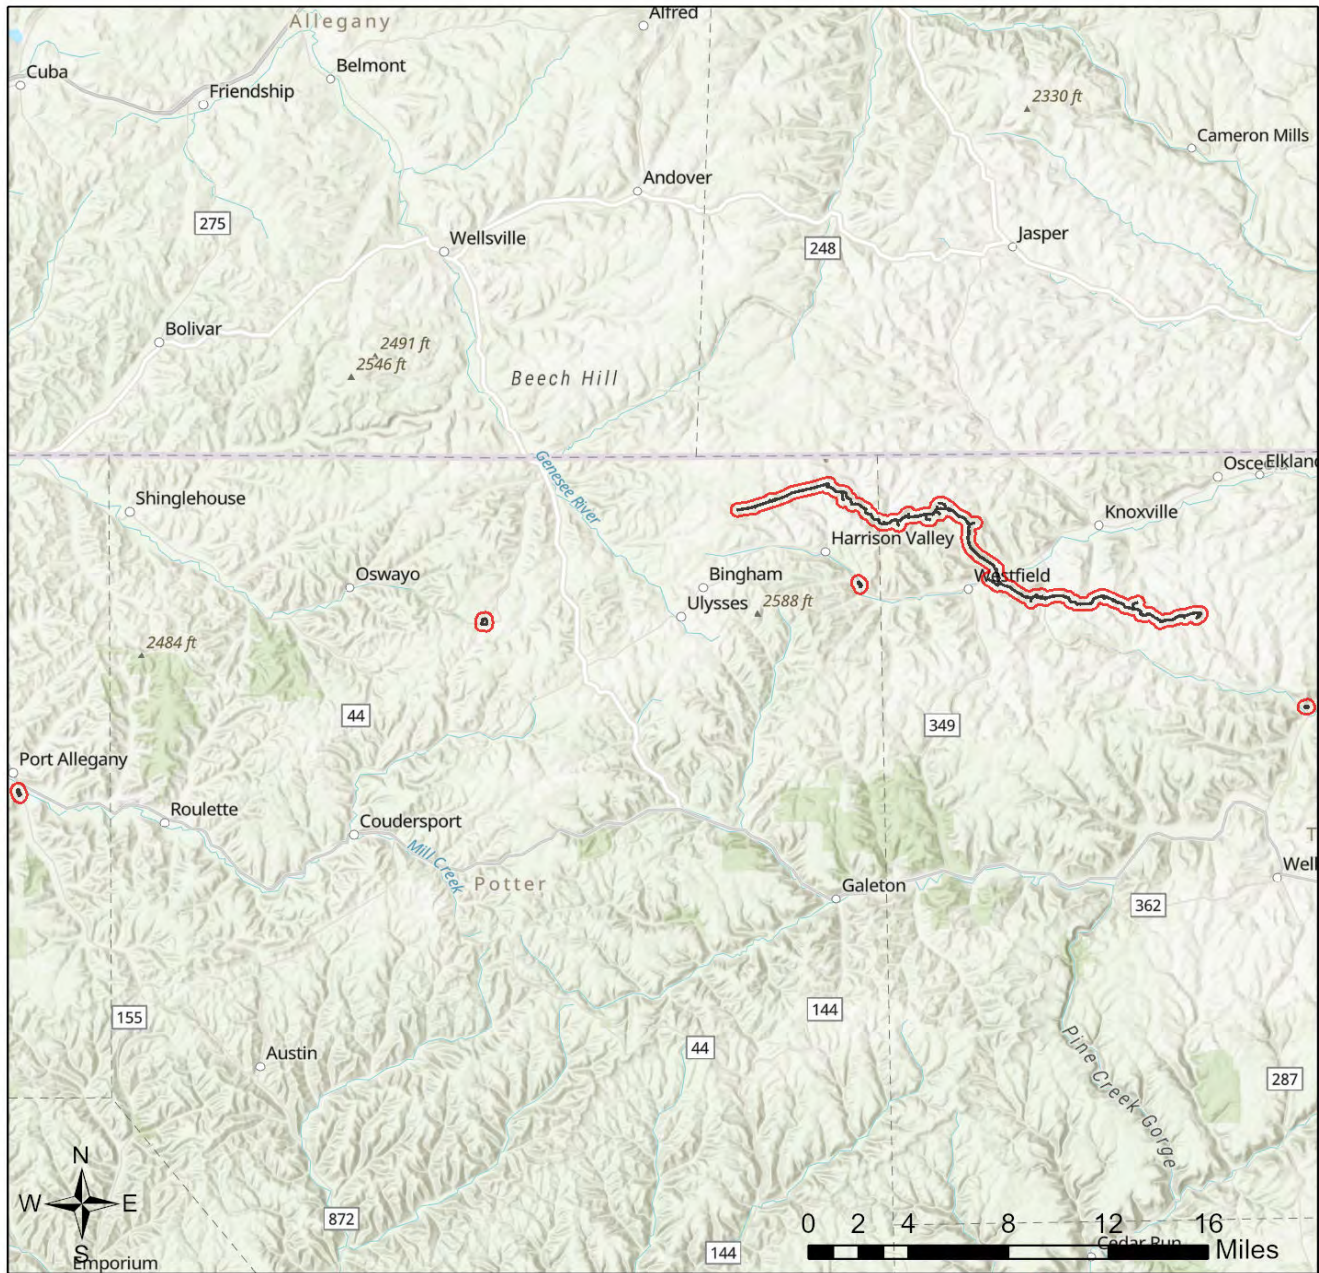 Allegany
Alfred
Cuba
Belmont
Friendship
2330 ft
Cameron Mills
Andover
275
Wellsville
248
Jasper
Bolivar
2491 ft
2546 ft
Beech Hill
Genesee River
Osce
Elkland
Shinglehouse
Knoxville
Harrison Valley
Oswayo
Bingham
Westfield
Ulysses
2588 ft
2484 ft
44
349
Port Allegany
Roulette
Coudersport
Mill Creek
T
Potter
Galeton
Well
362
155
144
44
Austin
Pine Creek Gorge
287
N
W
E
S
872
0 2 4 8 12 16
Miles
144
Cedar Run
Emporium